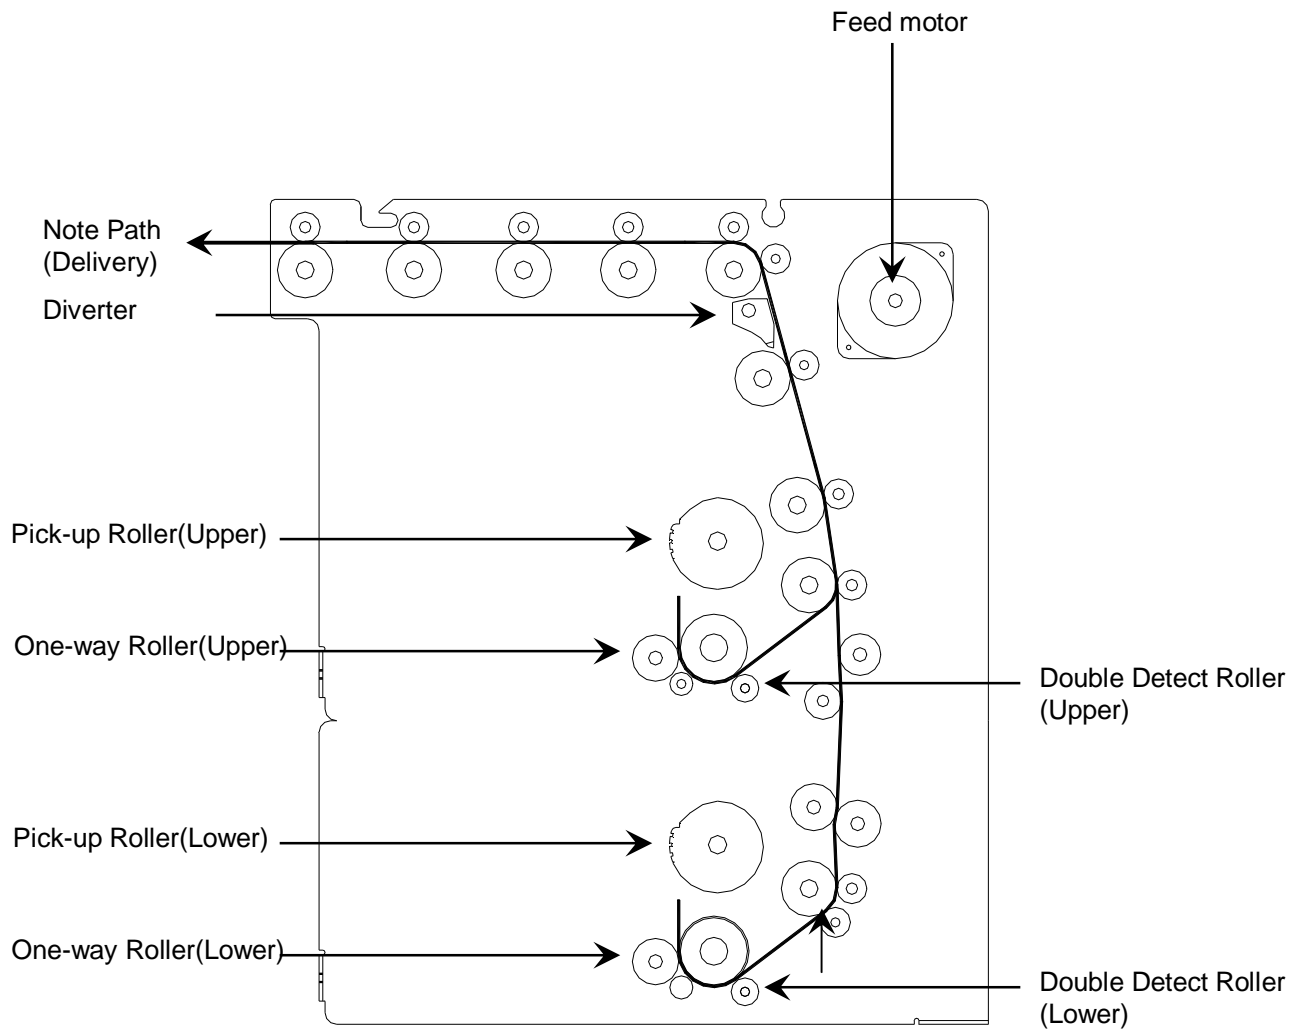 Feed motor
Note Path
(Delivery)
Diverter
Pick-up Roller(Upper)
One-way Roller(Upper)
Double Detect Roller
(Upper)
Pick-up Roller(Lower)
One-way Roller(Lower)
Double Detect Roller
(Lower)